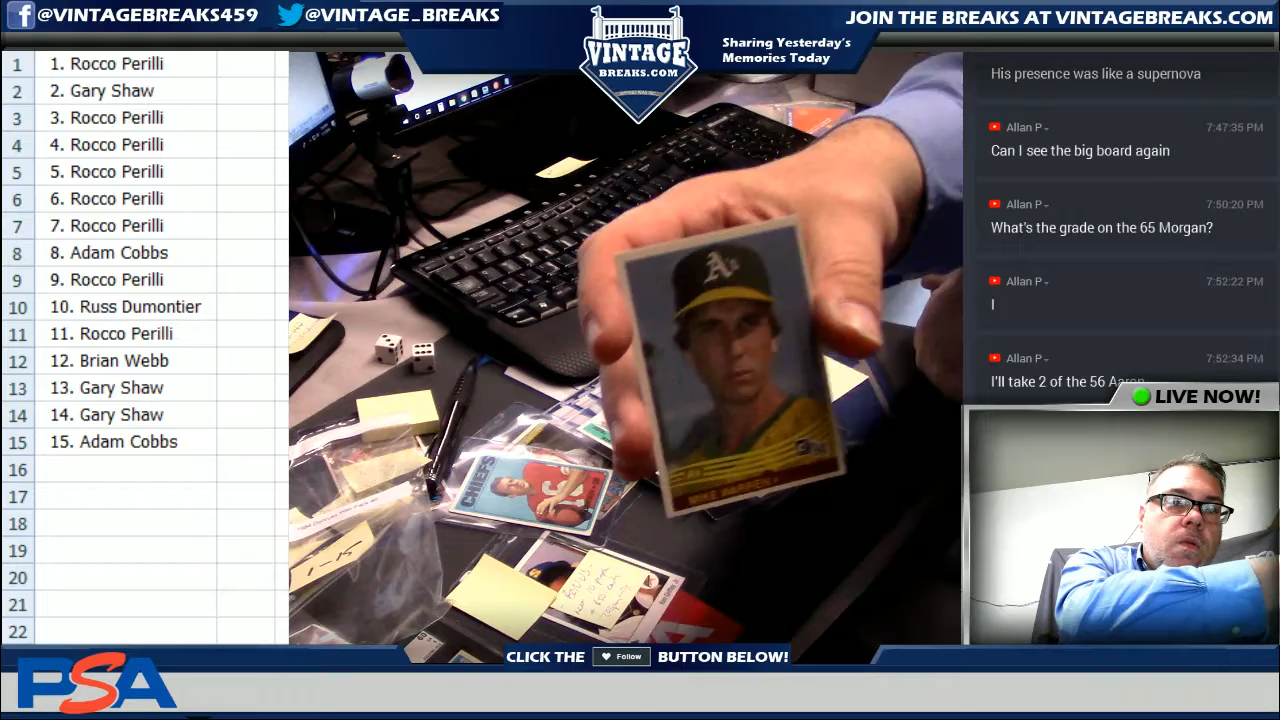 @VINTAGEBREAKS459
@VINTAGE_BREAKS
VINTAGE
BREAKS.COM
Sharing Yesterday's
Memories Today
JOIN THE BREAKS AT VINTAGEBREAKS.COM
1 1. Rocco Perilli
2 2. Gary Shaw
3 3. Rocco Perilli
4 4. Rocco Perilli
5 5. Rocco Perilli
6 6. Rocco Perilli
7 7. Rocco Perilli
8 8. Adam Cobbs
9 9. Rocco Perilli
10 10. Russ Dumontier
11 11. Rocco Perilli
12 12. Brian Webb
13 13. Gary Shaw
14 14. Gary Shaw
15 15. Adam Cobbs
16
17
18
19
20
21
22
A's
MIKE WARREN
CHIEFS
1-15
His presence was like a supernova
Allan P 7:47:35 PM
Can I see the big board again
Allan P 7:50:20 PM
What's the grade on the 65 Morgan?
Allan P 7:52:22 PM
I
Allan P 7:52:34 PM
I'll take 2 of the 56 Aaron
LIVE NOW!
CLICK THE Follow BUTTON BELOW!
PSA